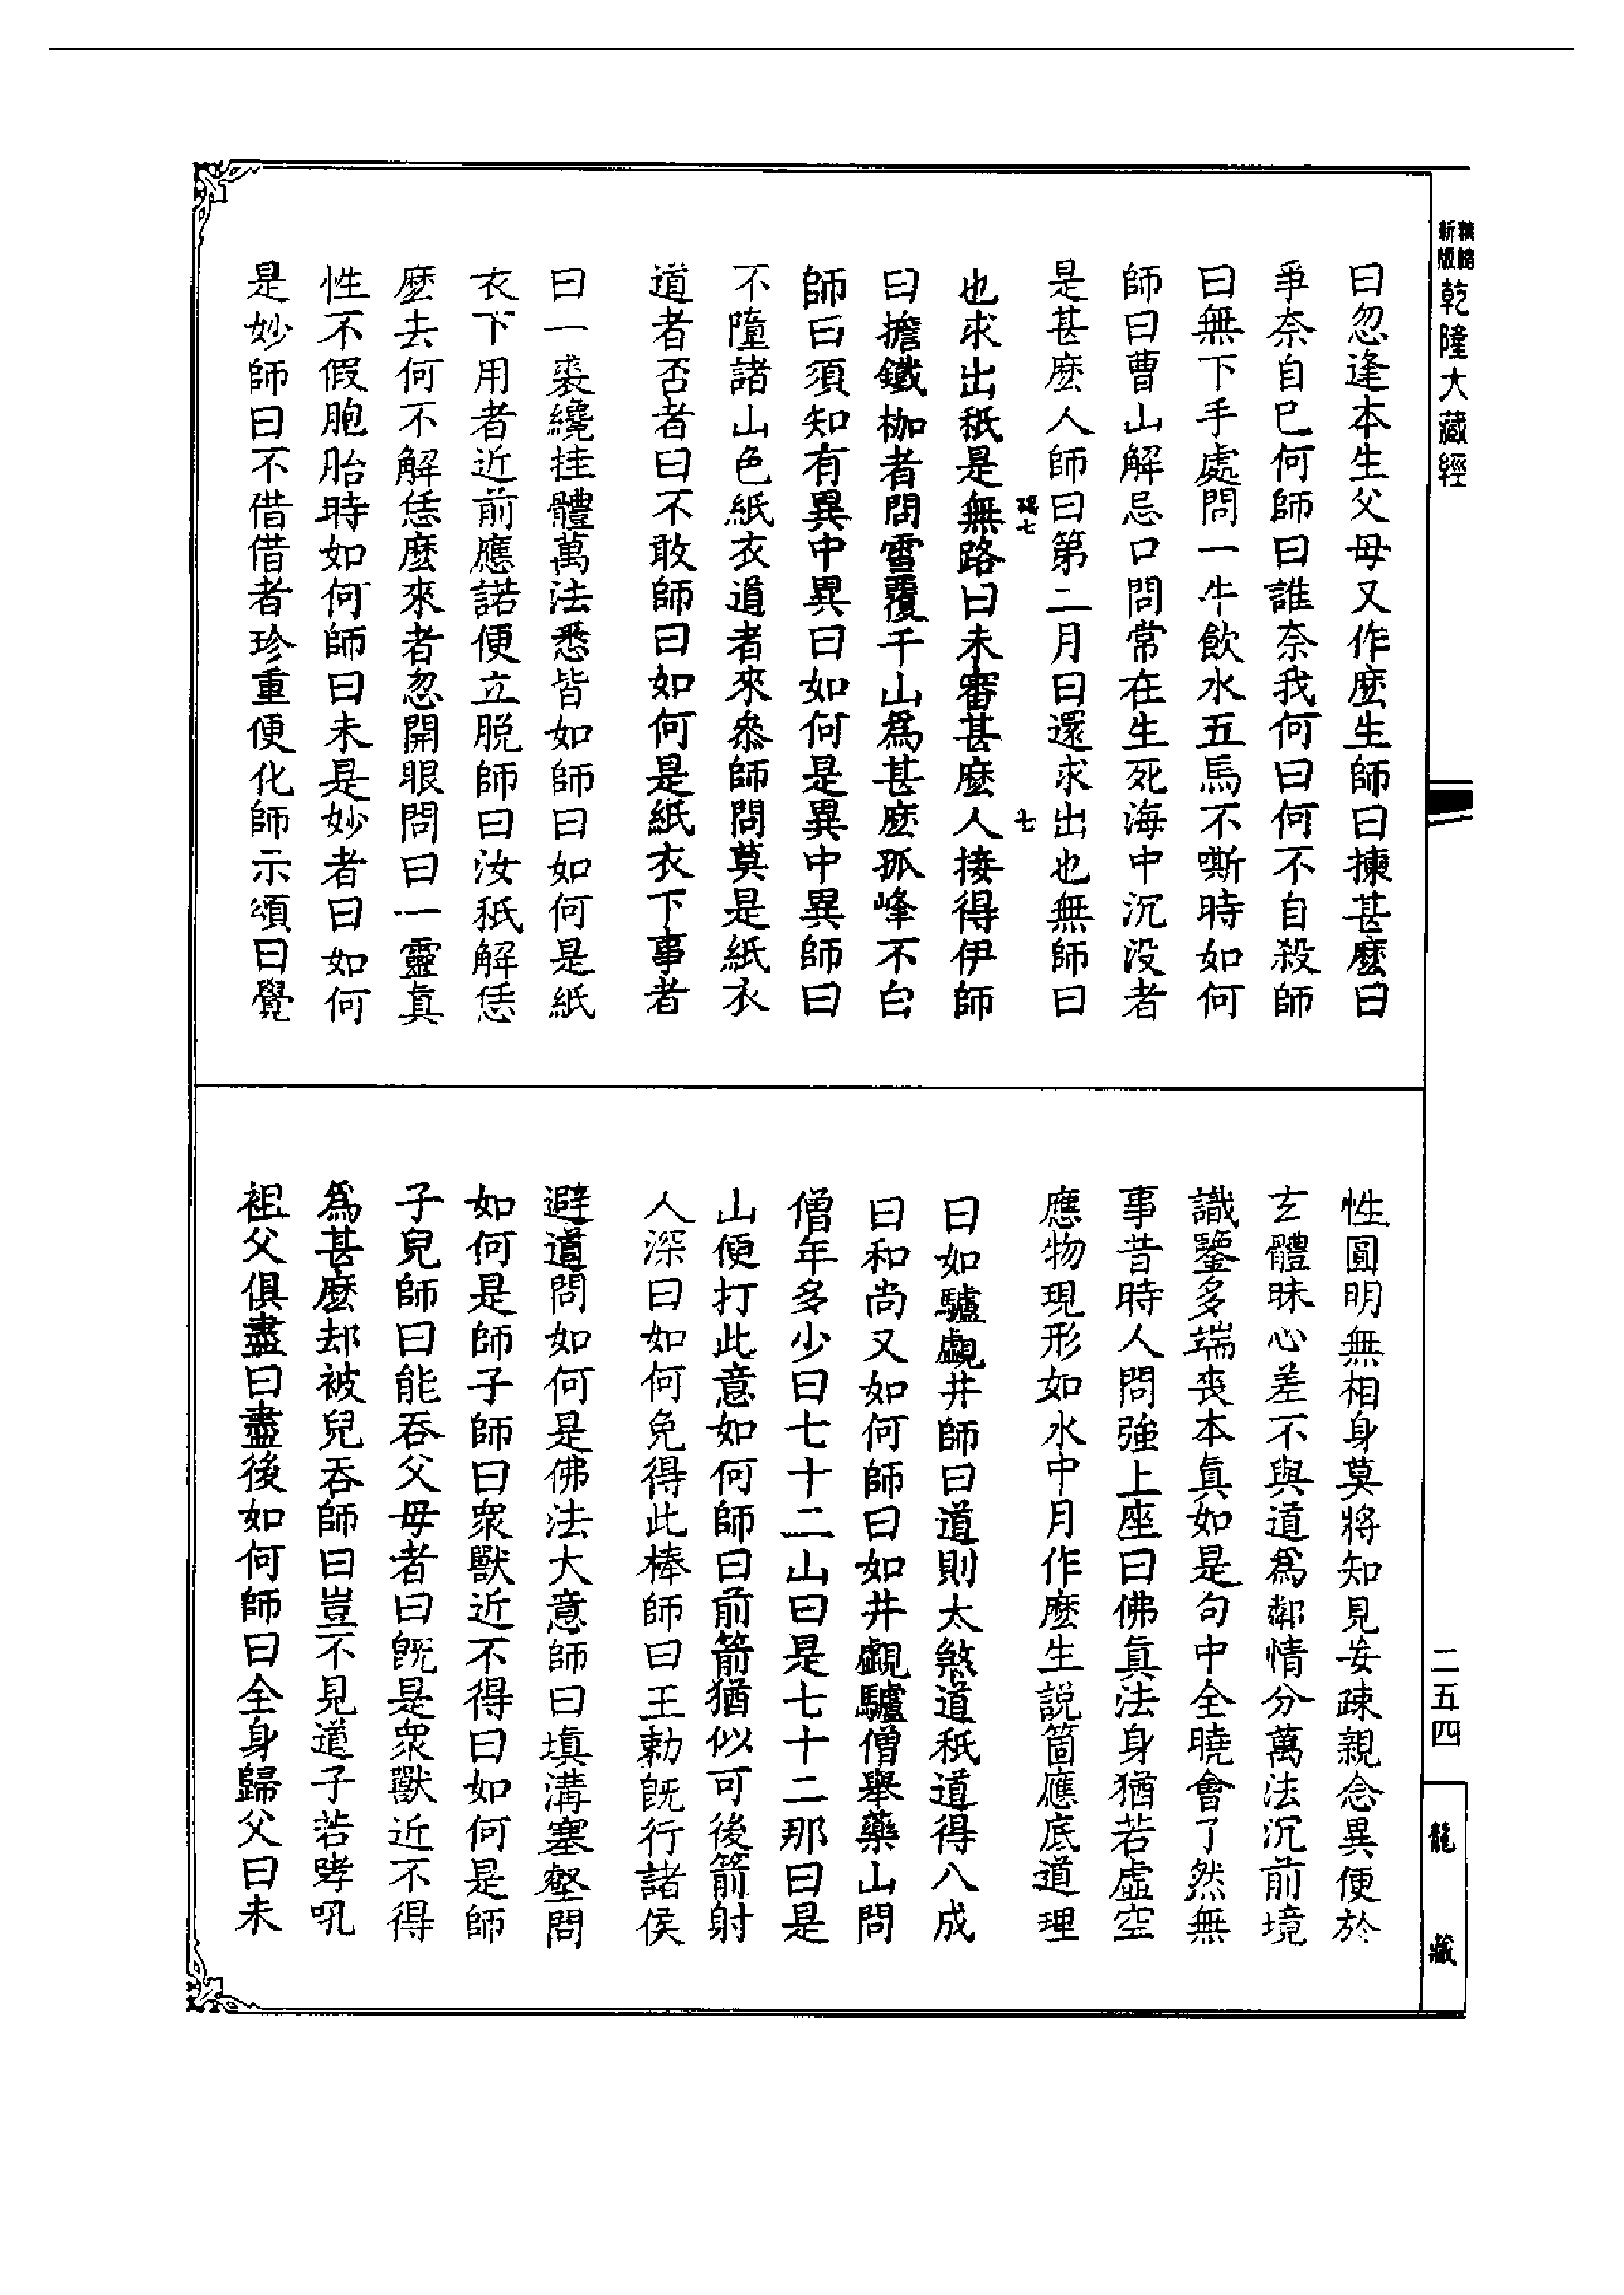 精縮
新版
乾隆大藏經
曰忽逢本生父母又作麽生師曰揀甚麽曰
爭奈自巳何師曰誰奈我何曰何不自殺師
曰無下手處問一牛飲水五馬不嘶時如何
師曰曹山解忌口問常在生死海中沉没者
是甚麽人師曰第二月曰還求出也無師曰
七
也求出秖是無路曰未審甚麽人接得伊師
曰擔鐵枷者問雪覆千山爲甚麽孤峰不白
師曰須知有異中異曰如何是異中異師曰
不墮諸山色紙衣道者來叅師問莫是紙衣
道者否者曰不敢師曰如何是紙衣下事者
曰一裘纔挂體萬法悉皆如師曰如何是紙
衣下用者近前應諾便立脱師曰汝秖解恁
麽去何不解恁麽來者忽開眼問曰一靈真
性不假胞胎時如何師曰未是妙者曰如何
是妙師曰不借借者珍重便化師示頌曰覺
性圓明無相身莫將知見妄疎親念異便於
玄體昧心差不與道爲鄰情分萬法沉前境
識鑒多端喪本真如是句中全曉會了然無
事昔時人問強上座曰佛真法身猶若虛空
應物現形如水中月作麽生説箇應底道理
曰如驢覷井師曰道則太煞道秖道得八成
曰和尚又如何師曰如井覷驢僧舉藥山問
僧年多少曰七十二山曰是七十二那曰是
山便打此意如何師曰前箭猶似可後箭射
人深曰如何免得此棒師曰王勅旣行諸侯
避道問如何是佛法大意師曰塡溝塞壑問
如何是師子師曰衆獸近不得曰如何是師
子兒師曰能吞父母者曰旣是衆獸近不得
爲甚麽却被兒吞師曰豈不見道子若哮吼
祖父俱盡曰盡後如何師曰全身歸父曰未
二五四
龍藏